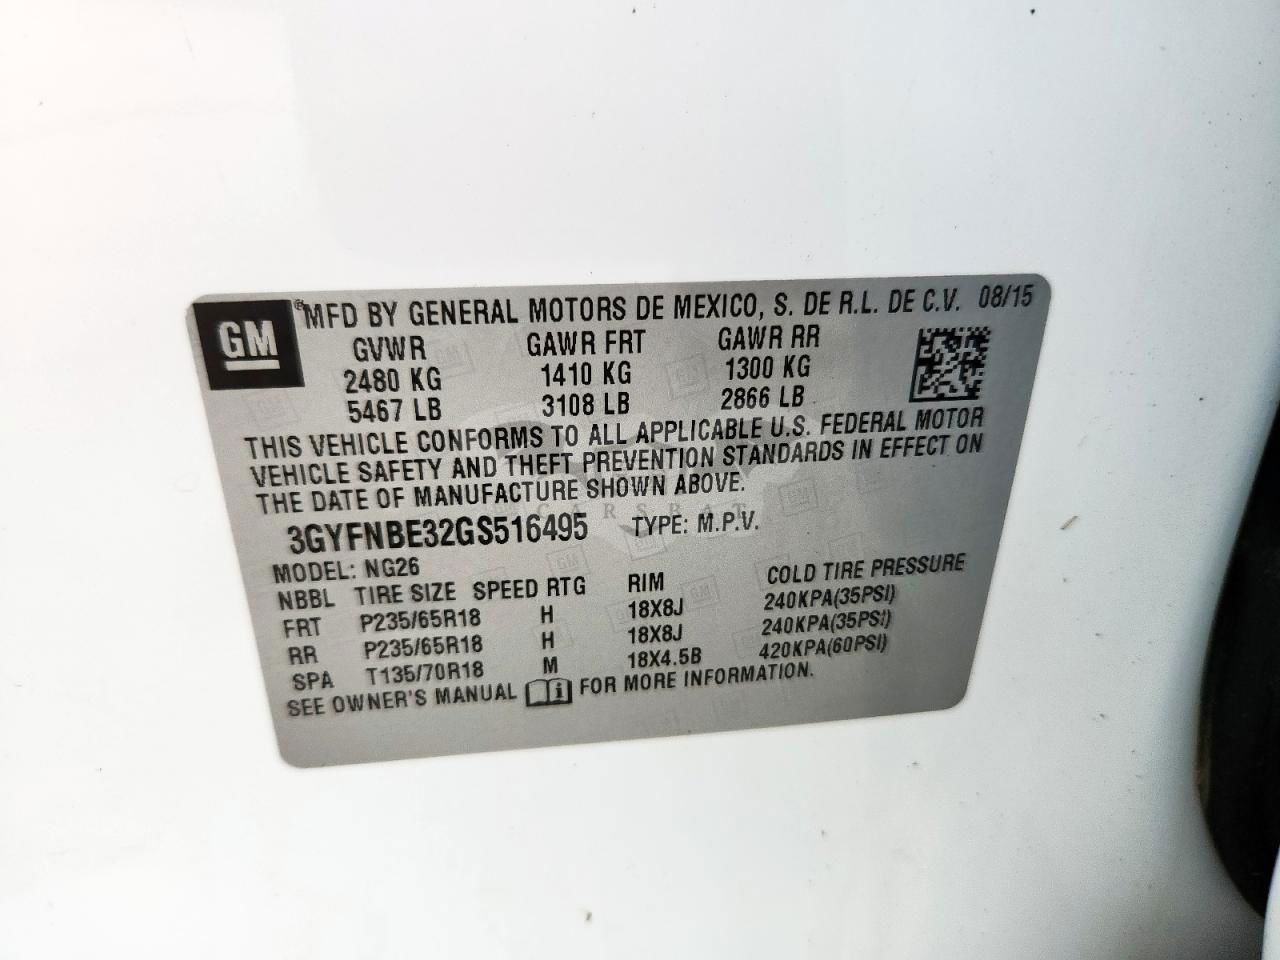 GM ® MFD BY GENERAL MOTORS DE MEXICO, S. DE R.L. DE C.V. 08/15
GVWR GAWR FRT GAWR RR
2480 KG 1410 KG 1300 KG
5467 LB 3108 LB 2866 LB
THIS VEHICLE CONFORMS TO ALL APPLICABLE U.S. FEDERAL MOTOR
VEHICLE SAFETY AND THEFT PREVENTION STANDARDS IN EFFECT ON
THE DATE OF MANUFACTURE SHOWN ABOVE.
CARSBAT
3GYFNBE32GS516495 TYPE: M.P.V.
MODEL: NG26
NBBL TIRE SIZE SPEED RTG RIM COLD TIRE PRESSURE
FRT P235/65R18 H 18X8J 240KPA(35PSI)
RR P235/65R18 H 18X8J 240KPA(35PSI)
SPA T135/70R18 M 18X4.5B 420KPA(60PSI)
SEE OWNER'S MANUAL i FOR MORE INFORMATION.